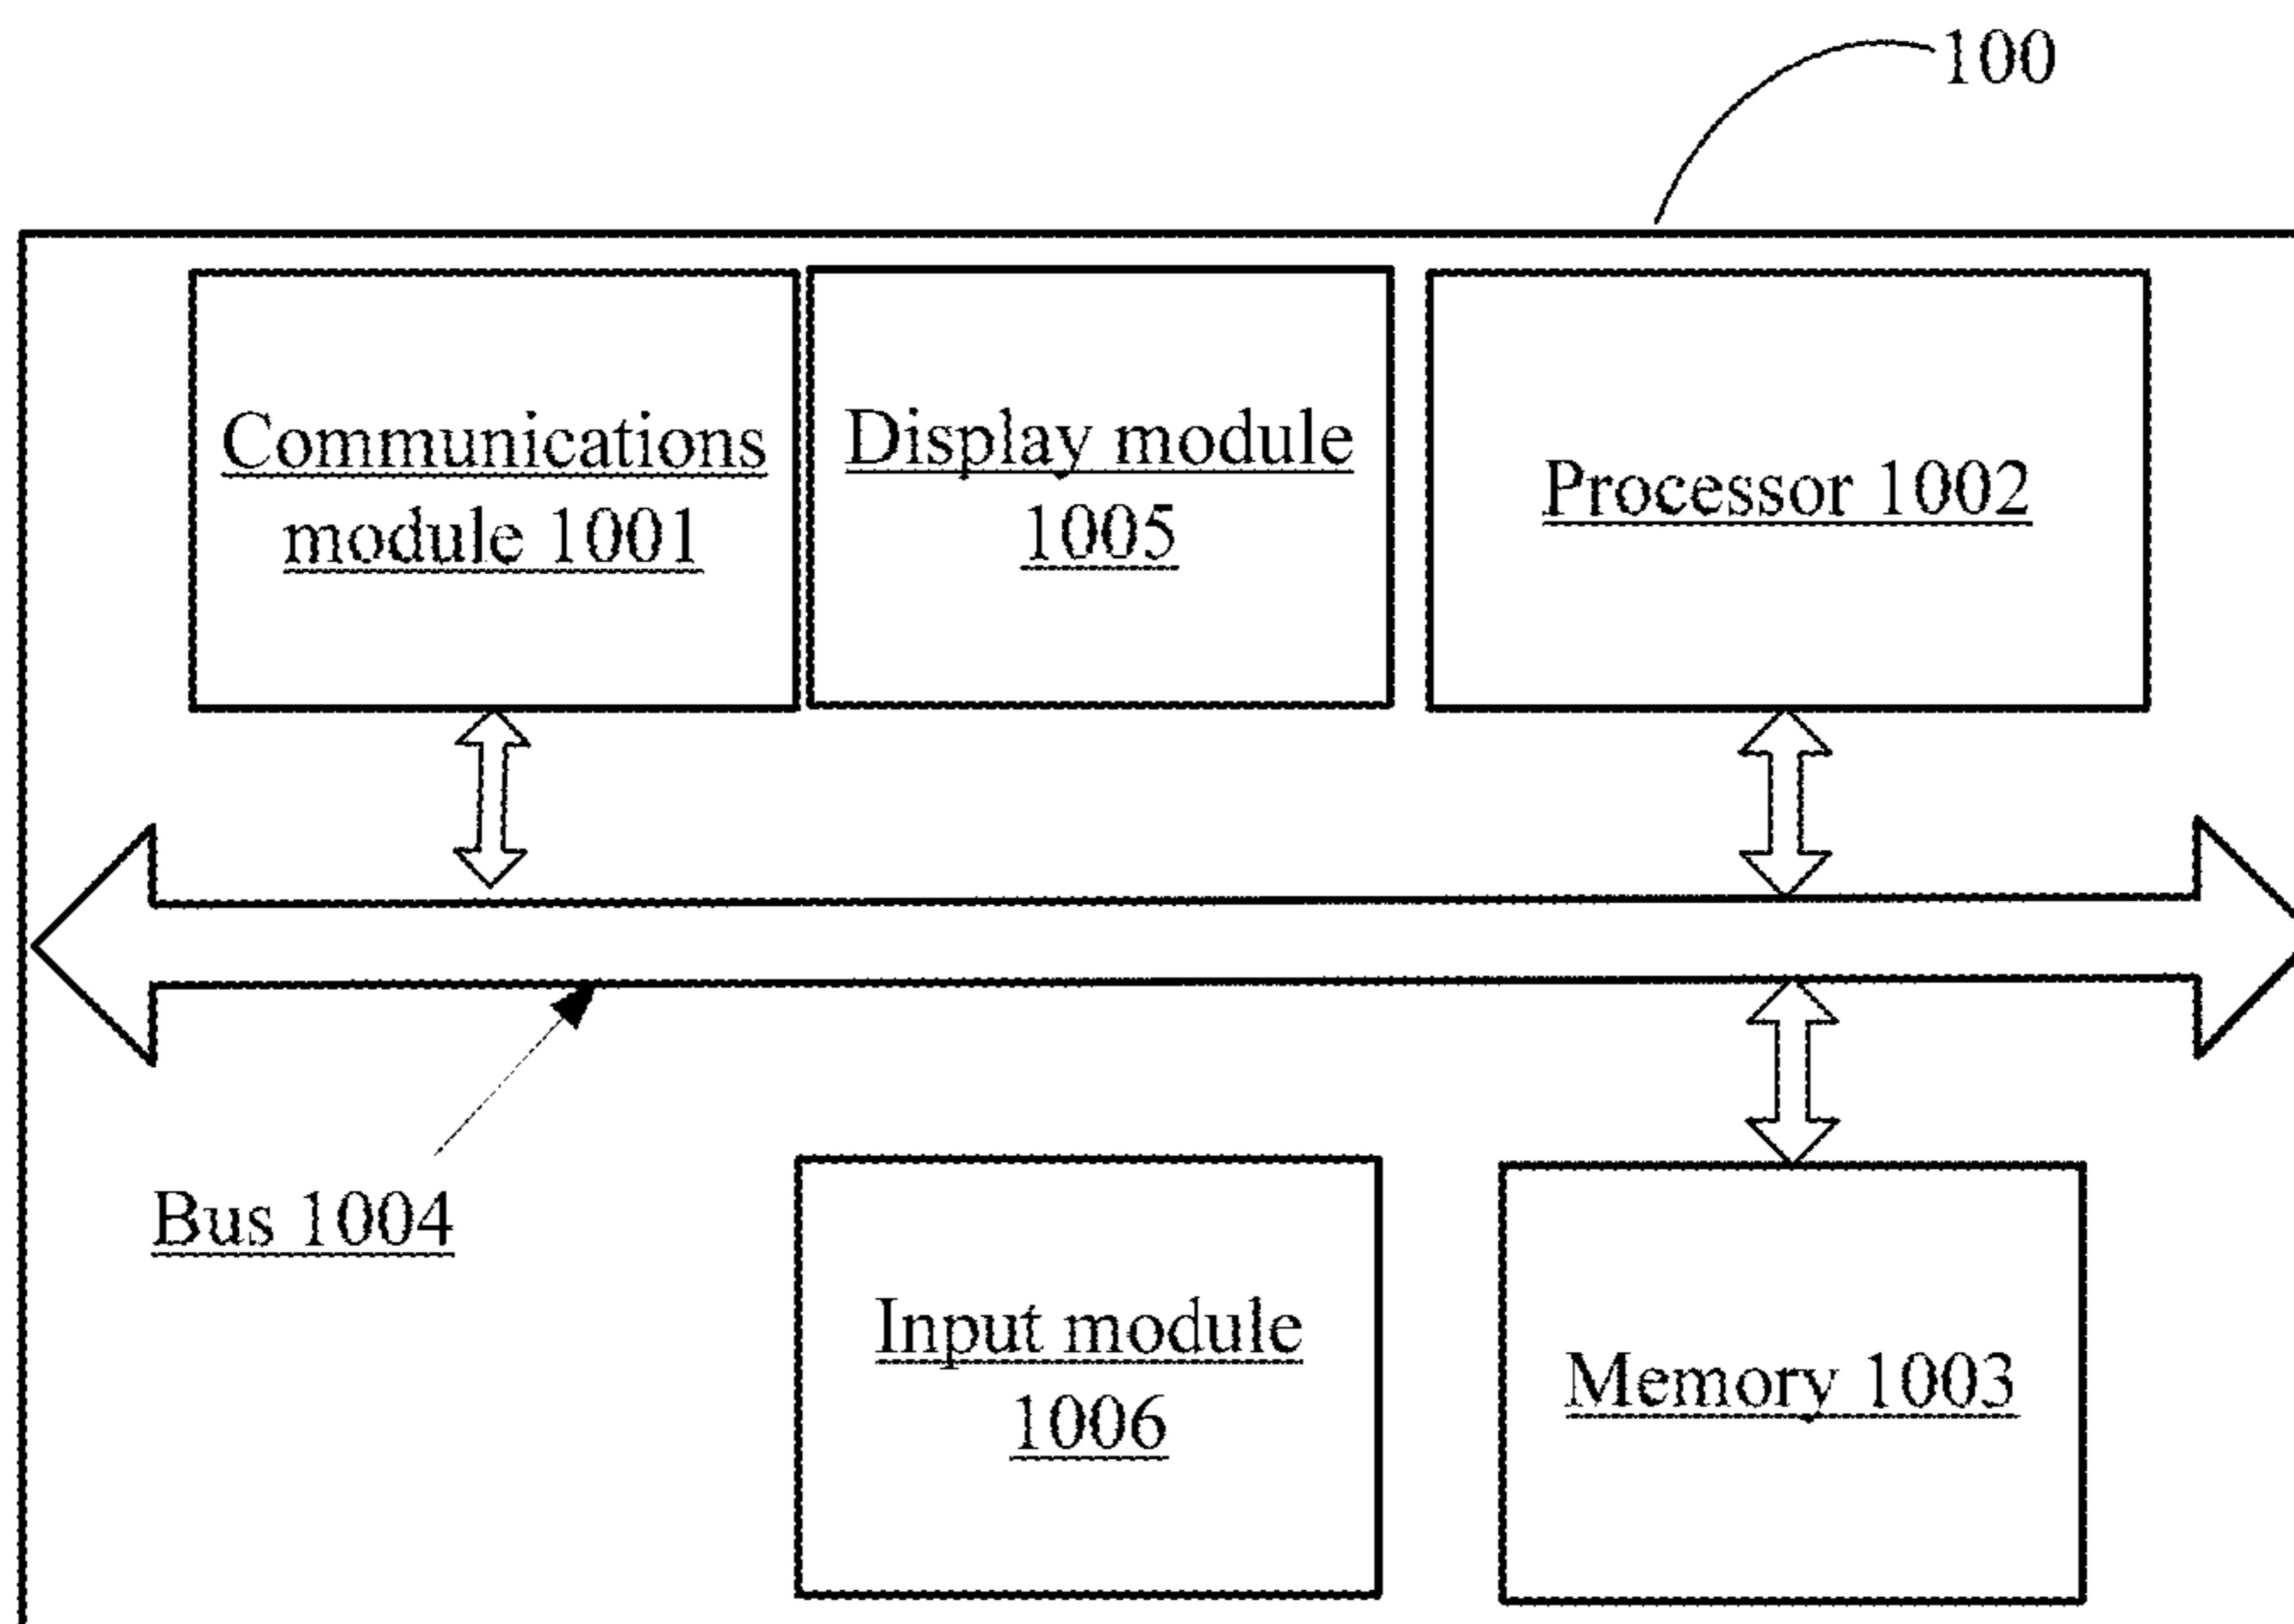 100
Communications
module 1001
Display module
1005
Processor 1002
Bus 1004
Input module
1006
Memory 1003